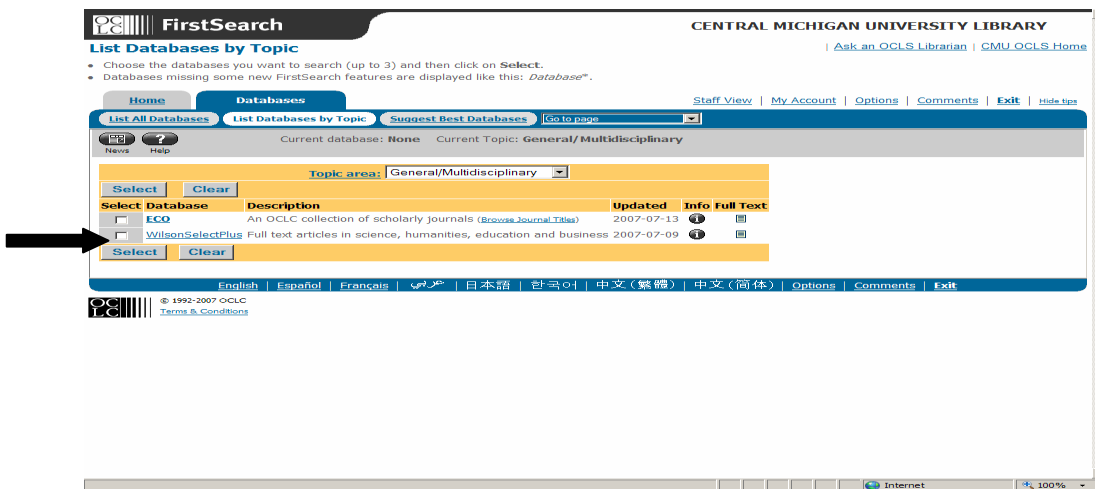 OCLC FirstSearch CENTRAL MICHIGAN UNIVERSITY LIBRARY
List Databases by Topic | Ask an OCLS Librarian | CMU OCLS Home
• Choose the databases you want to search (up to 3) and then click on Select.
• Databases missing some new FirstSearch features are displayed like this: Database*.
Home Databases Staff View | My Account | Options | Comments | Exit | Hide tips
List All Databases List Databases by Topic Suggest Best Databases Go to page
News Help Current database: None Current Topic: General/Multidisciplinary
Topic area: General/Multidisciplinary
Select Clear
Select Database Description Updated Info Full Text
ECO An OCLC collection of scholarly journals (Browse Journal Titles) 2007-07-13
WilsonSelectPlus Full text articles in science, humanities, education and business 2007-07-09
Select Clear
English | Español | Français | عربي | 日本語 | 한국어 | 中文(繁體) | 中文(简体) | Options | Comments | Exit
OCLC © 1992-2007 OCLC
Terms & Conditions
Internet 100%